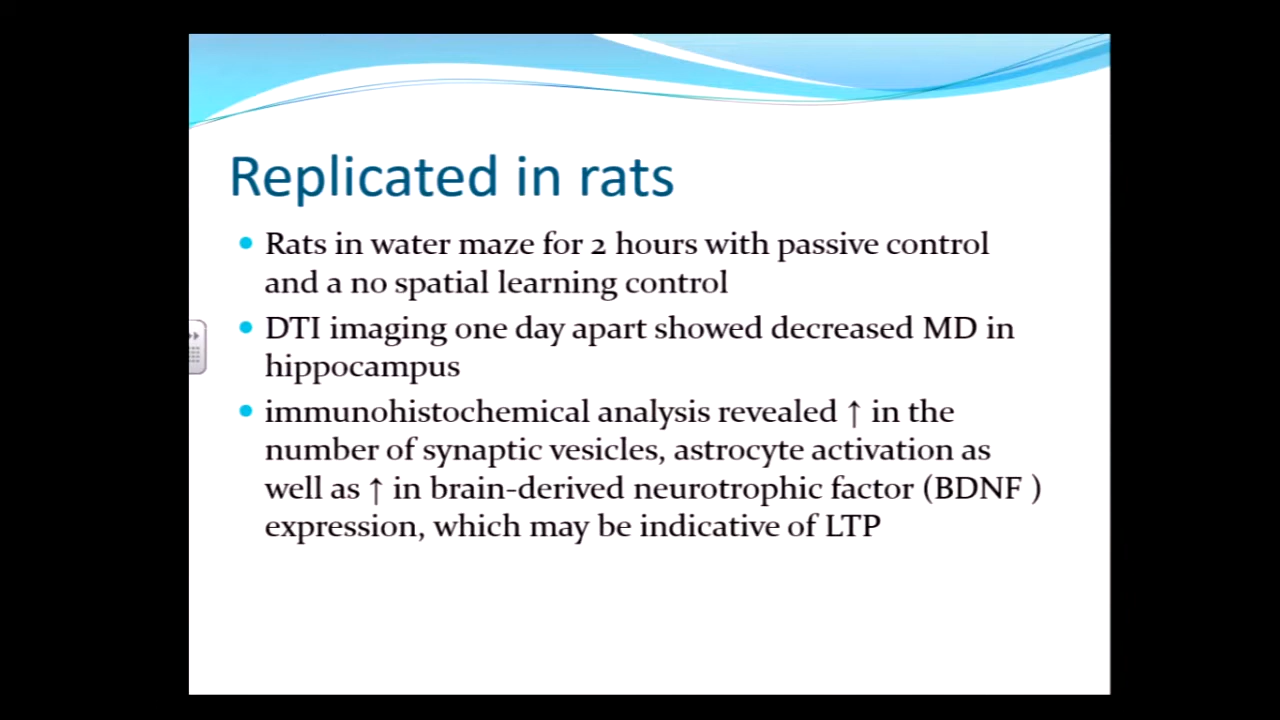 Replicated in rats
Rats in water maze for 2 hours with passive control
and a no spatial learning control
DTI imaging one day apart showed decreased MD in
hippocampus
immunohistochemical analysis revealed ↑ in the
number of synaptic vesicles, astrocyte activation as
well as ↑ in brain-derived neurotrophic factor (BDNF )
expression, which may be indicative of LTP